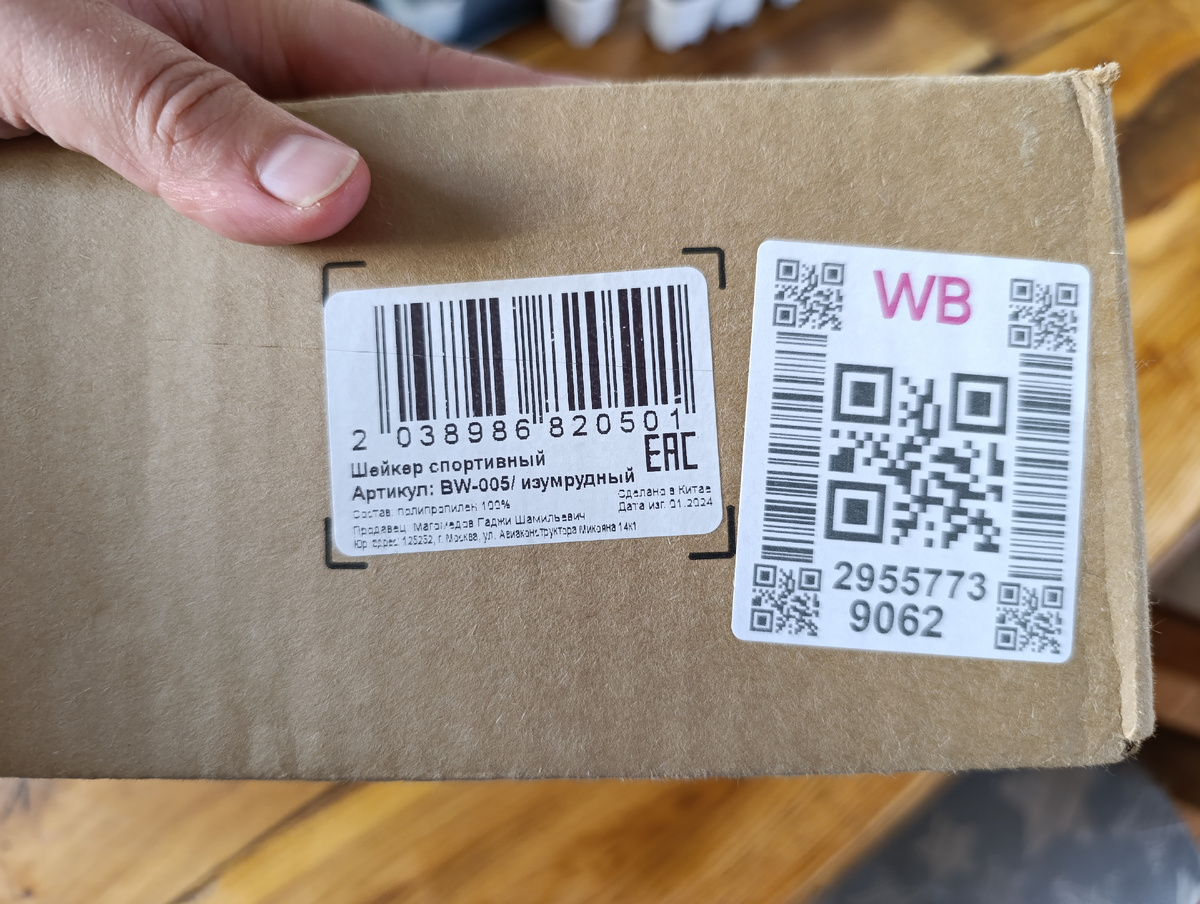 2 038986 820501
EAC
Шейкер спортивный
Артикул: BW-005/ изумрудный
Состав: полипропилен 100%
Сделано в Китае
Дата изг. 01.2024
Продавец: Магомедов Гаджи Шамильевич
Юр. адрес: 125252, г. Москва, ул. Авиаконструктора Микояна 14к1
WB
2955773
9062